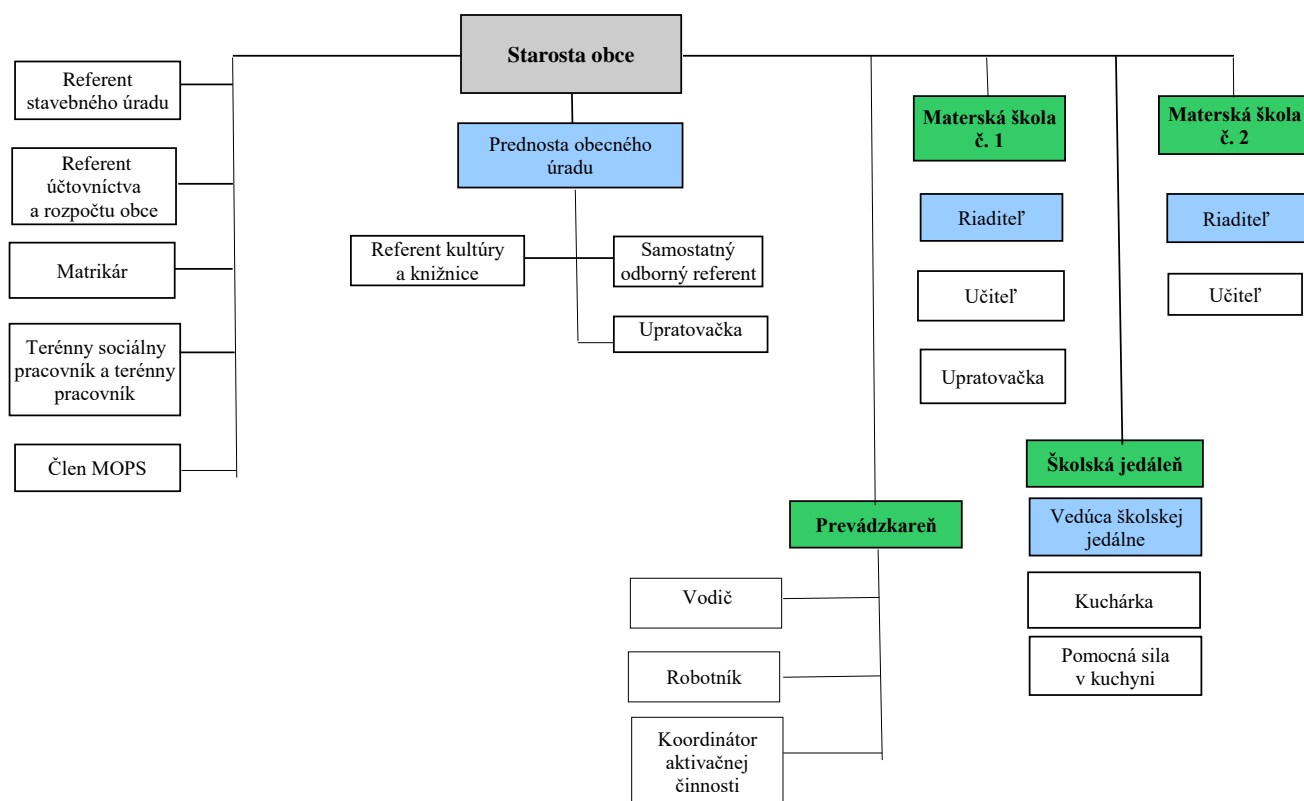 Starosta obce
Referent
stavebného úradu
Referent
účtovníctva
a rozpočtu obce
Matrikár
Terénny sociálny
pracovník a terénny
pracovník
Člen MOPS
Prednosta obecného
úradu
Referent kultúry
a knižnice
Samostatný
odborný referent
Upratovačka
Materská škola
č. 1
Riaditeľ
Učiteľ
Upratovačka
Materská škola
č. 2
Riaditeľ
Učiteľ
Školská jedáleň
Vedúca školskej
jedálne
Kuchárka
Pomocná sila
v kuchyni
Prevádzkareň
Vodič
Robotník
Koordinátor
aktivačnej
činnosti